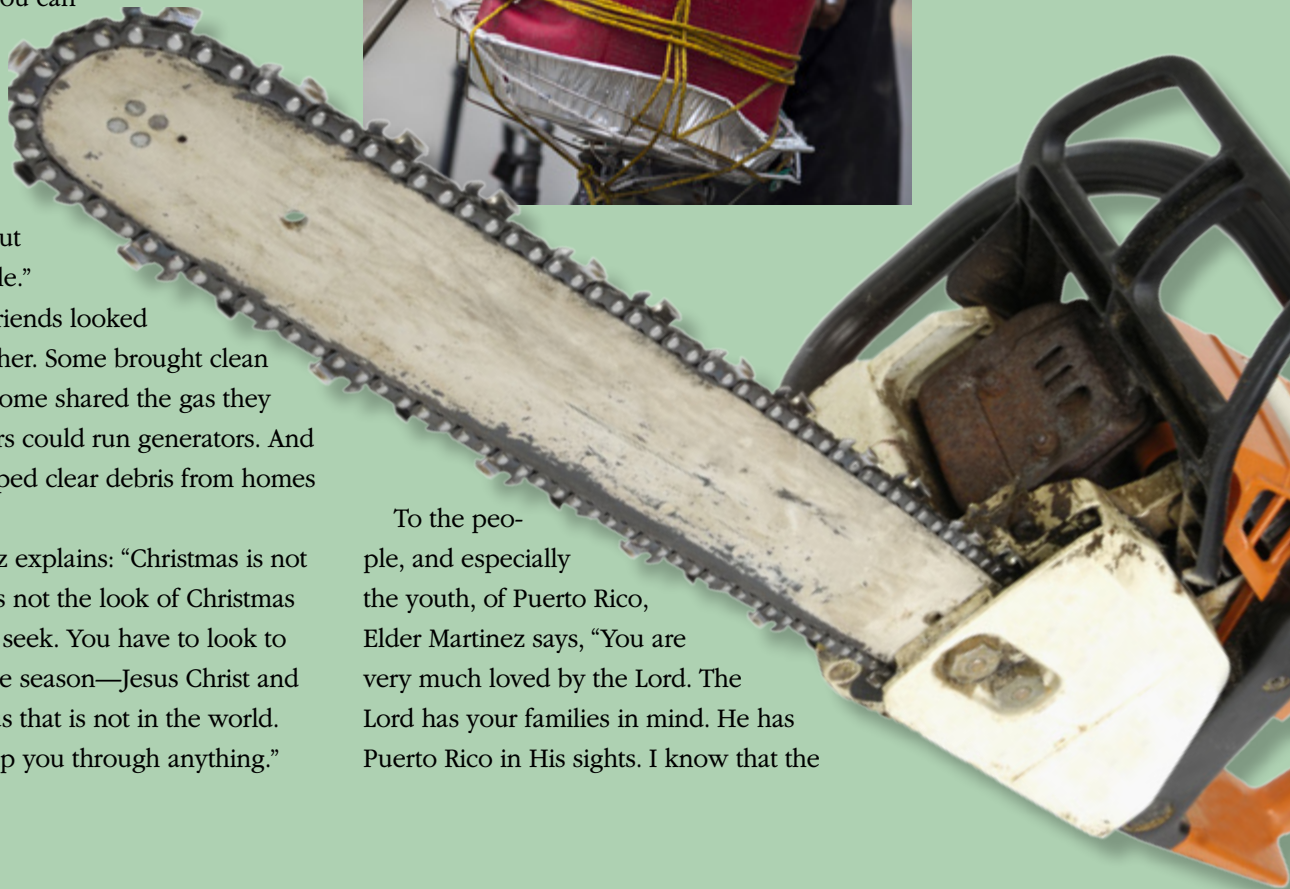 ou can
ut
le.”
riends looked
her. Some brought clean
ome shared the gas they
rs could run generators. And
ped clear debris from homes
z explains: “Christmas is not
s not the look of Christmas
seek. You have to look to
e season—Jesus Christ and
s that is not in the world.
p you through anything.”
To the peo-
ple, and especially
the youth, of Puerto Rico,
Elder Martinez says, “You are
very much loved by the Lord. The
Lord has your families in mind. He has
Puerto Rico in His sights. I know that the